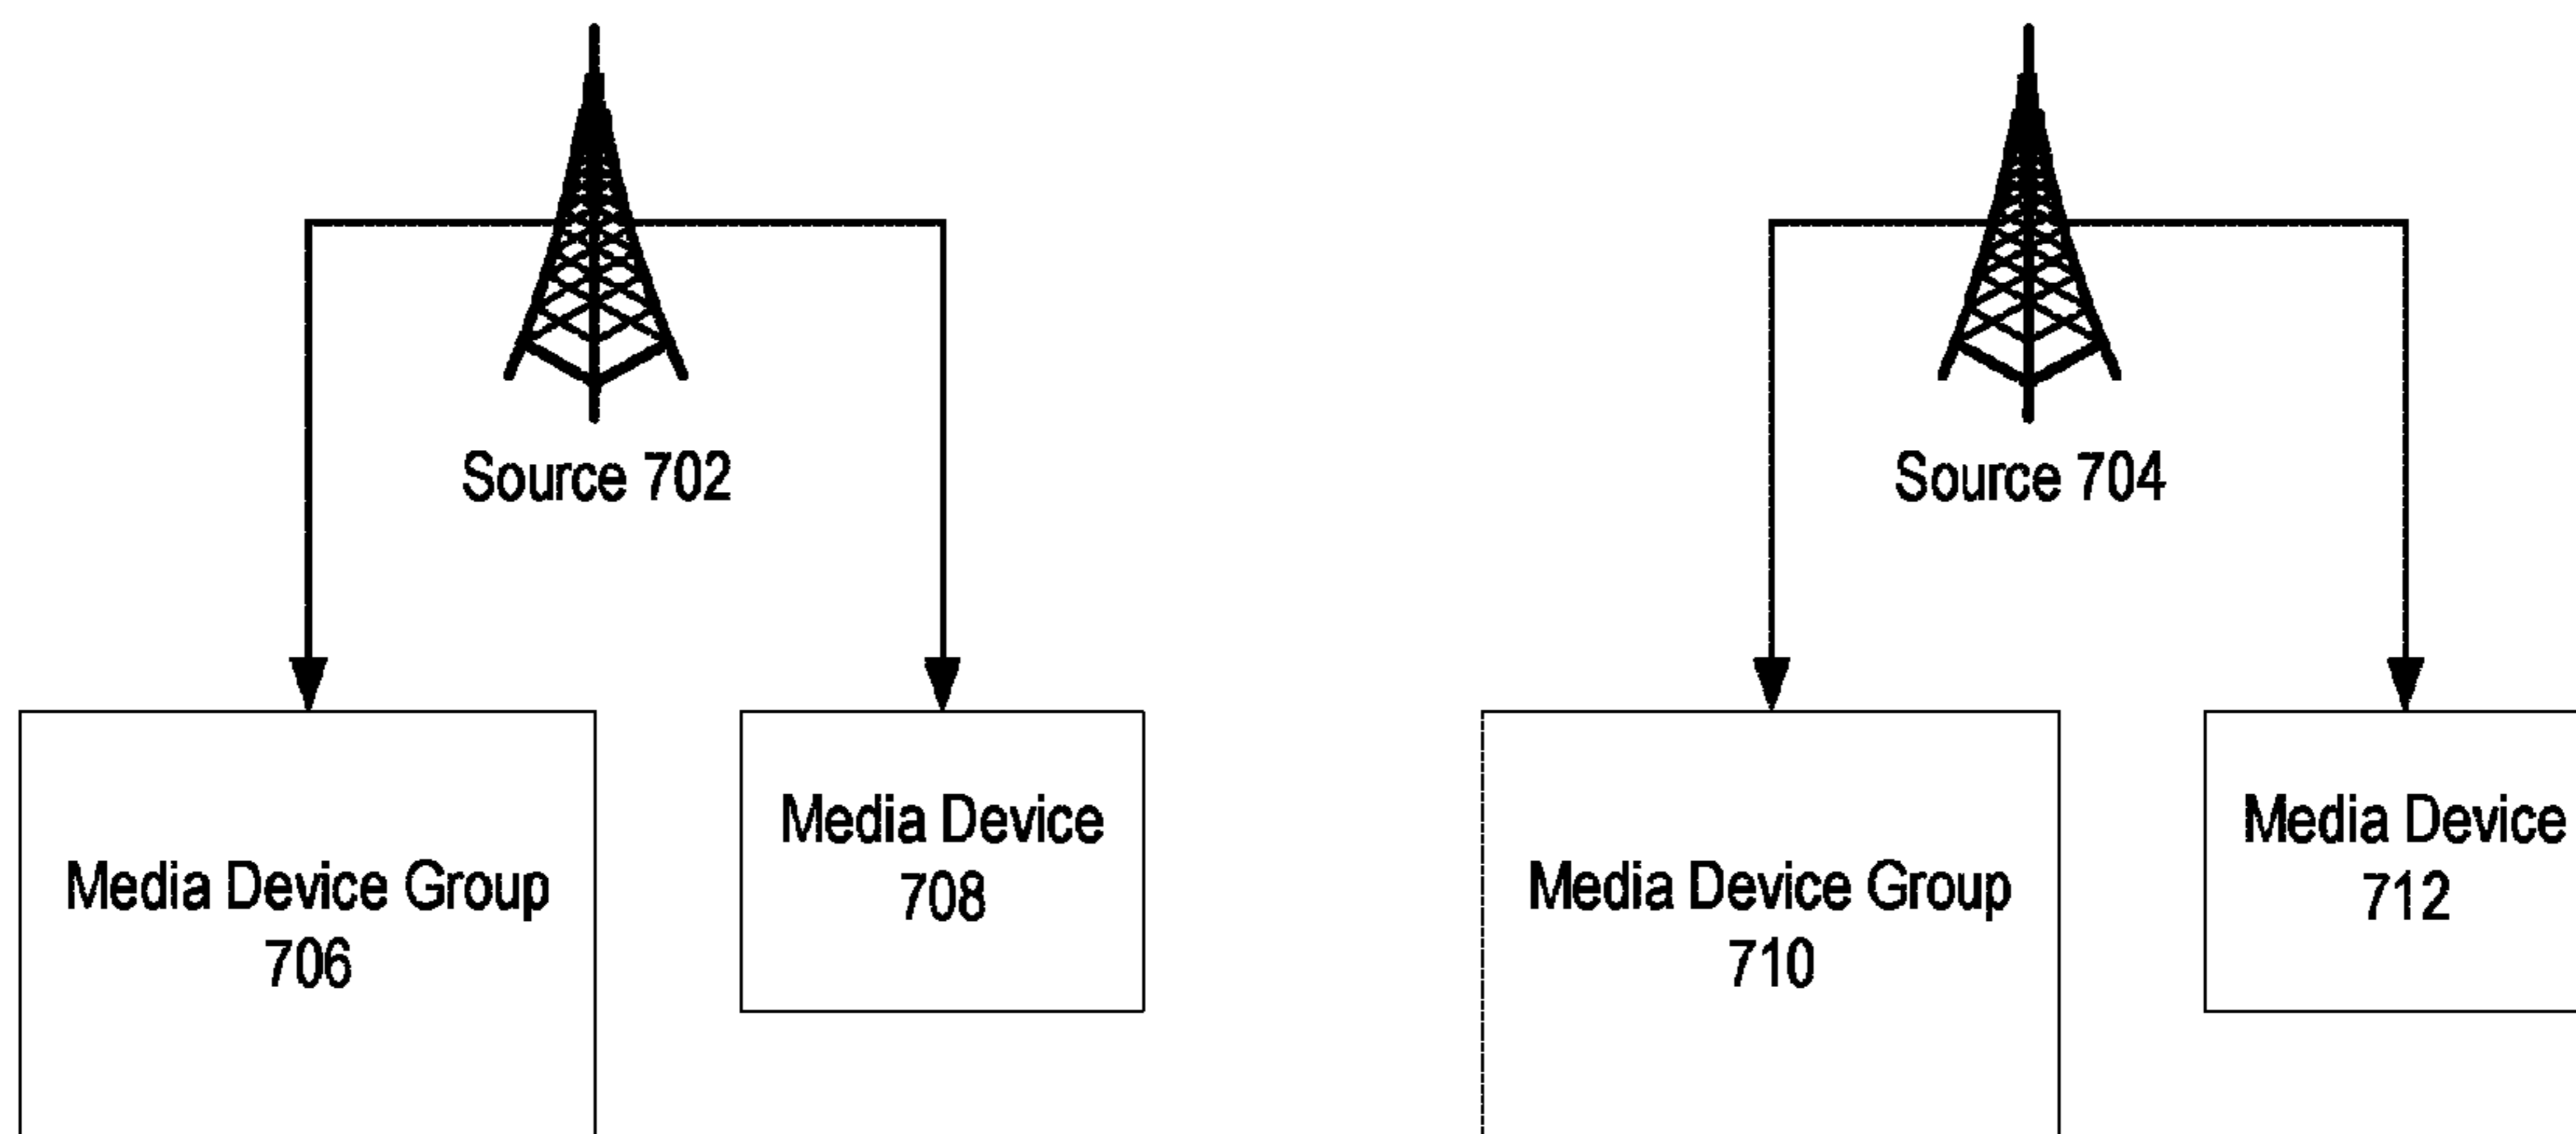 Source 702
Source 704
Media Device Group
706
Media Device
708
Media Device Group
710
Media Device
712